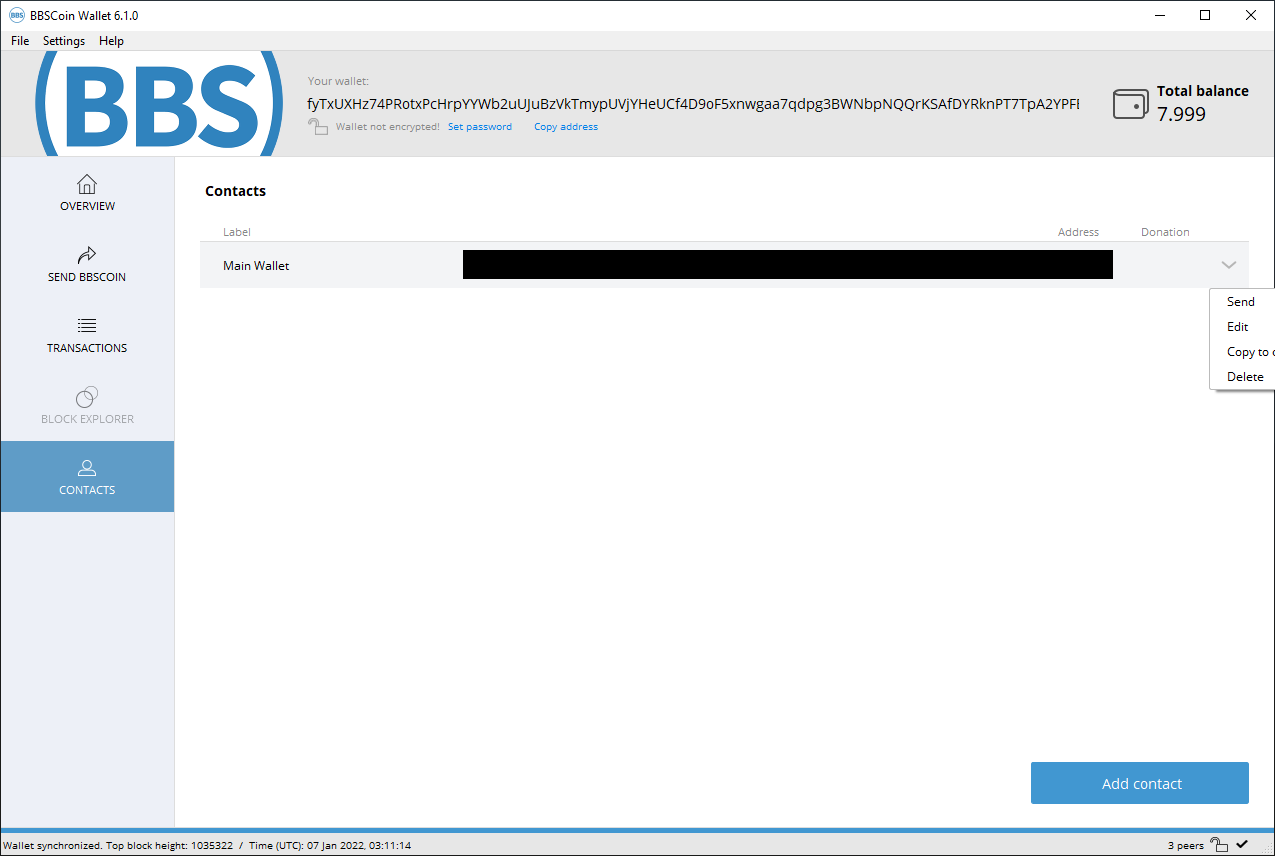 BBS BBSCoin Wallet 6.1.0
File Settings Help
BBS
Your wallet:
fyTxUXHz74PRotxPcHrpYYWb2uUJuBzVkTmypUVjYHeUCf4D9oF5xnwgaa7qdpg3BWNbpNQQrKSAfDYRknPT7TpA2YPFE
Wallet not encrypted! Set password Copy address
Total balance
7.999
OVERVIEW
SEND BBSCOIN
TRANSACTIONS
BLOCK EXPLORER
CONTACTS
Contacts
Label Address Donation
Main Wallet
Send
Edit
Copy to c
Delete
Add contact
Wallet synchronized. Top block height: 1035322 / Time (UTC): 07 Jan 2022, 03:11:14
3 peers